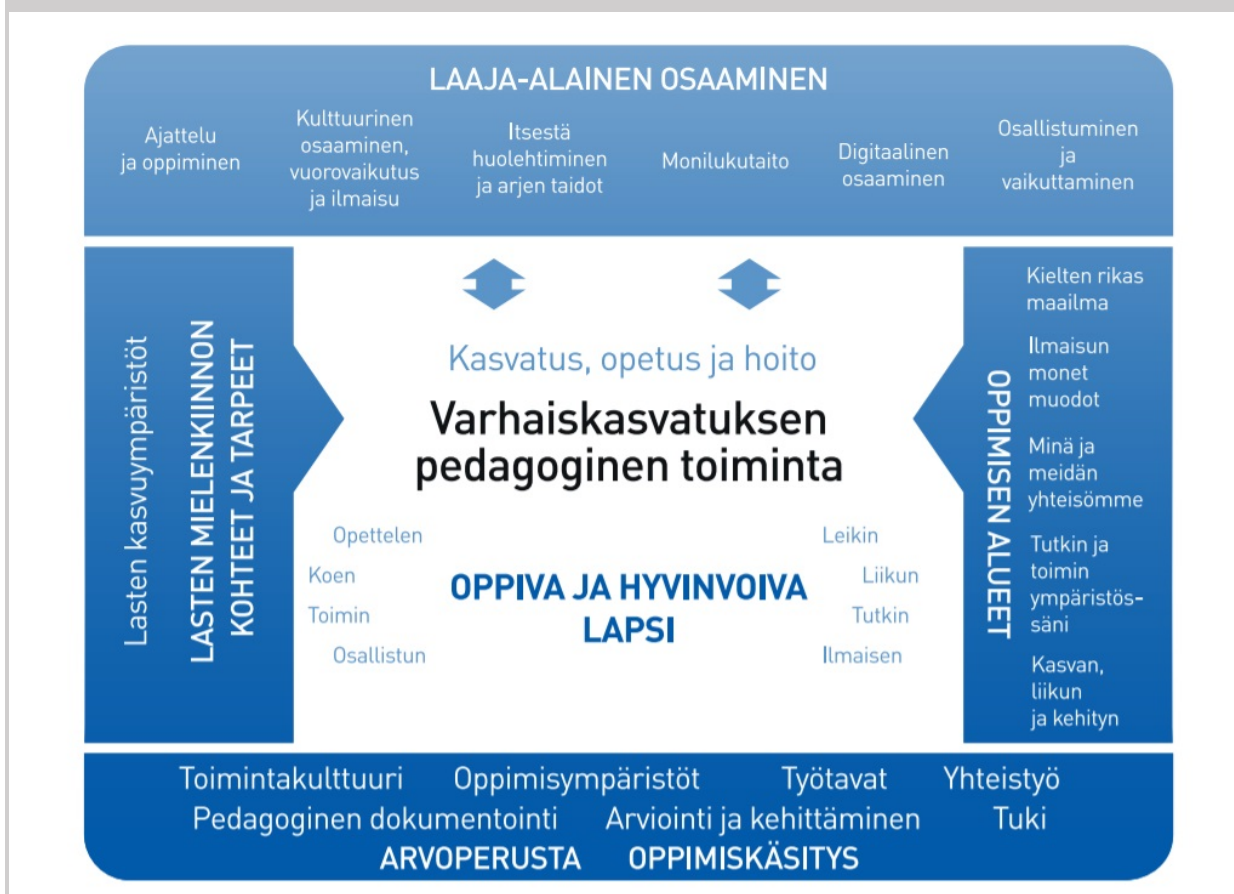 LAAJA-ALAINEN OSAAMINEN
Ajattelu
ja oppiminen
Kulttuurinen
osaaminen,
vuorovaikutus
ja ilmaisu
Itsestä
huolehtiminen
ja arjen taidot
Monilukutaito
Digitaalinen
osaaminen
Osallistuminen
ja
vaikuttaminen
Lasten kasvuympäristöt
LASTEN MIELENKIINNON
KOHTEET JA TARPEET
Kasvatus, opetus ja hoito
Varhaiskasvatuksen
pedagoginen toiminta
Opettelen
Koen
Toimin
Osallistun
OPPIVA JA HYVINVOIVA
LAPSI
Leikin
Liikun
Tutkin
Ilmaisen
OPPIMISEN ALUEET
Kielten rikas
maailma
Ilmaisun
monet
muodot
Minä ja
meidän
yhteisömme
Tutkin ja
toimin
ympäristös-
säni
Kasvan,
liikun
ja kehityn
Toimintakulttuuri Oppimisympäristöt Työtavat Yhteistyö
Pedagoginen dokumentointi Arviointi ja kehittäminen Tuki
ARVOPERUSTA OPPIMISKÄSITYS